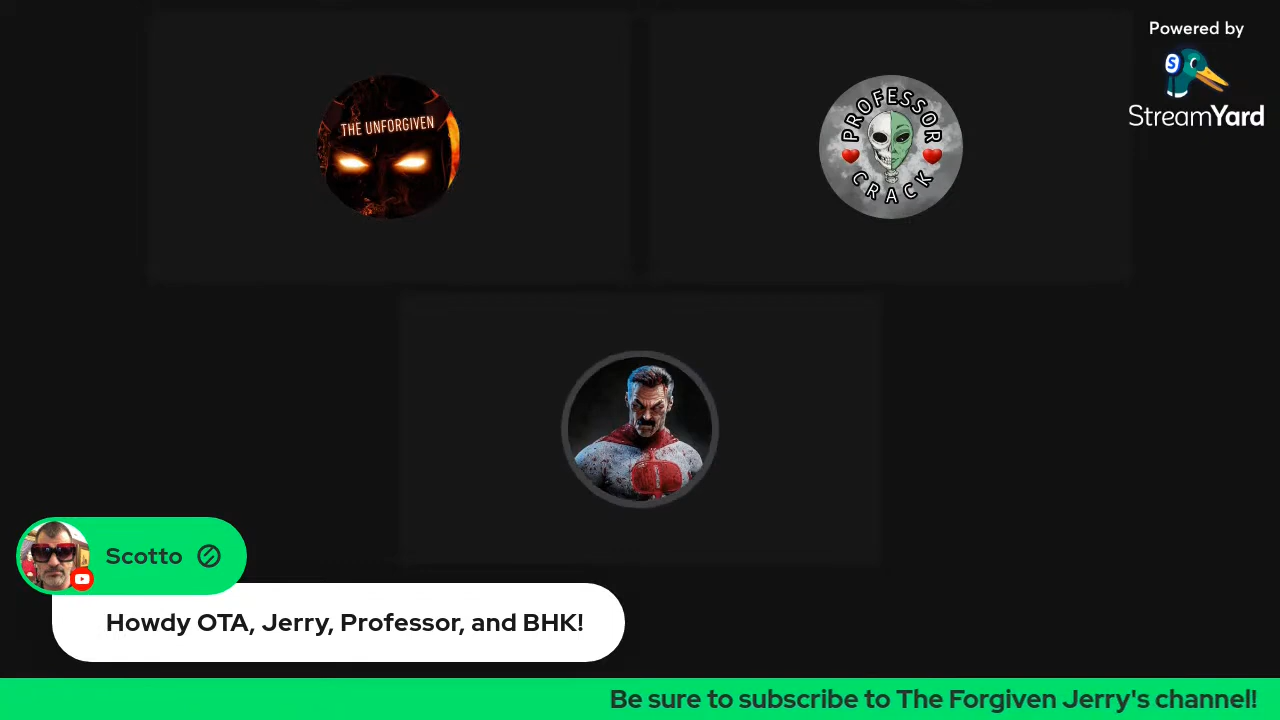 Powered by
StreamYard
THE UNFORGIVEN
PROFESSOR
CRACK
Scotto
Howdy OTA, Jerry, Professor, and BHK!
Be sure to subscribe to The Forgiven Jerry's channel!